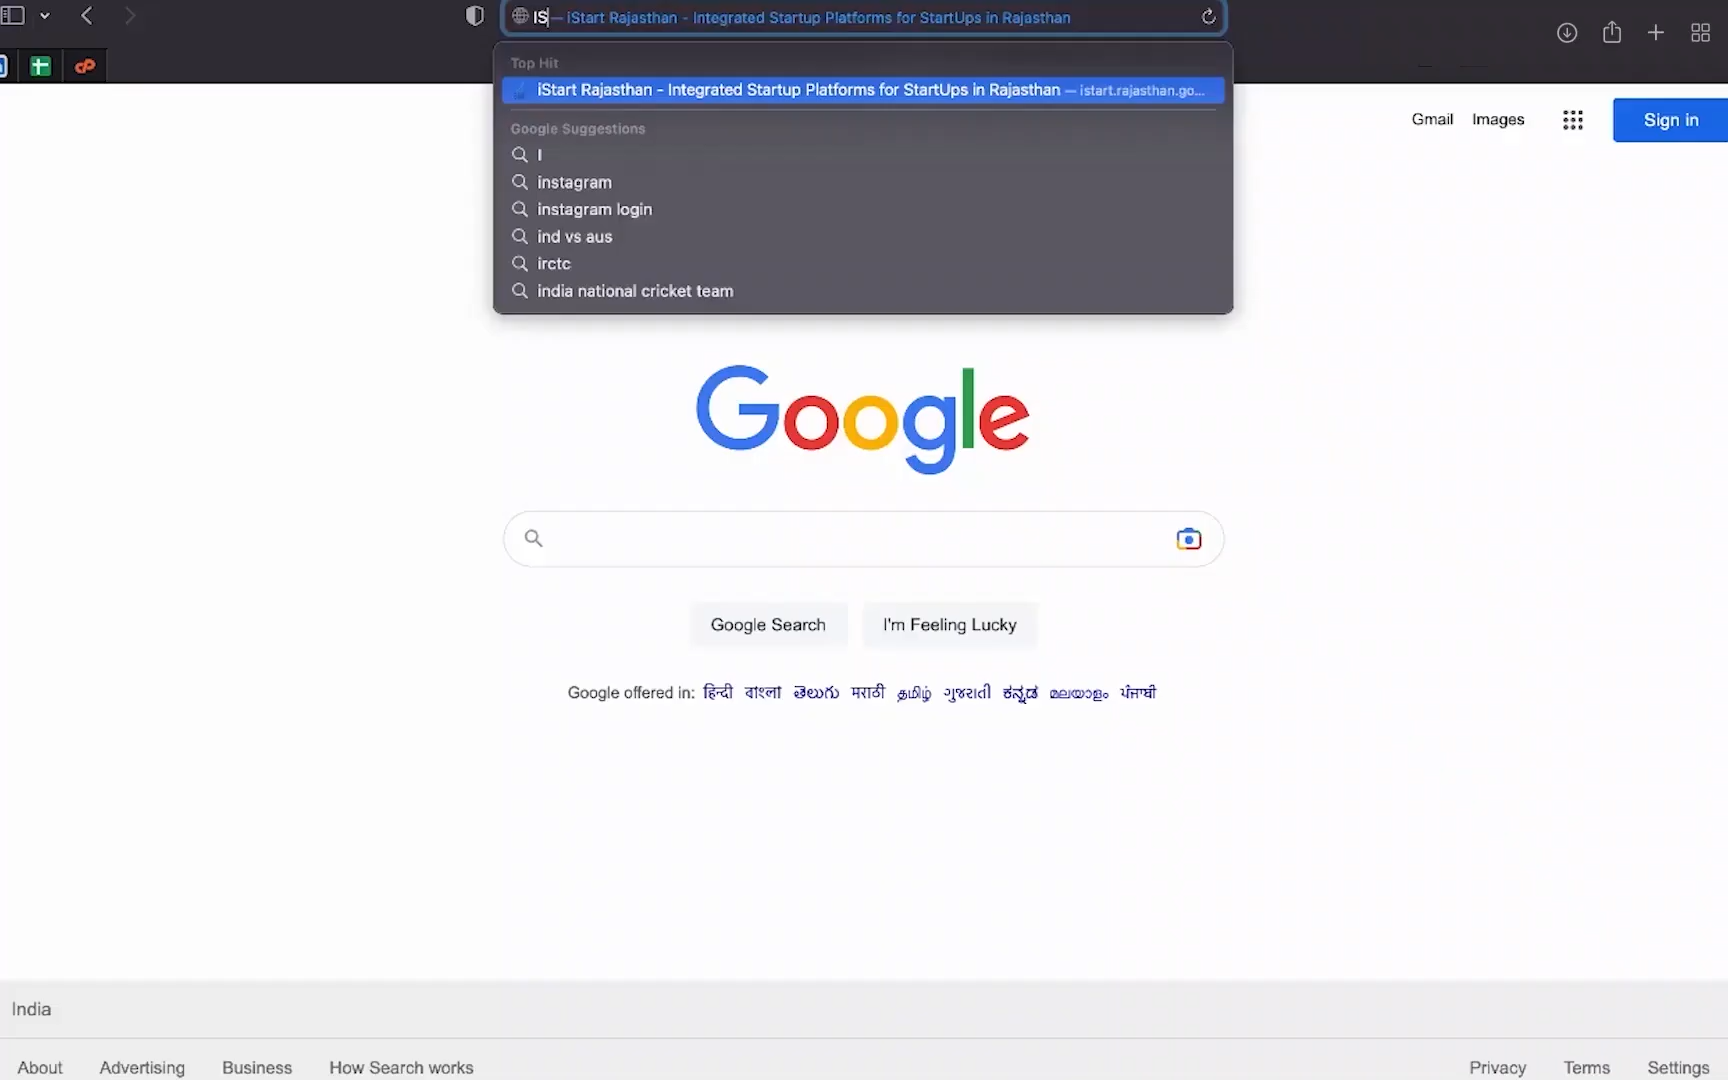 IS — iStart Rajasthan - Integrated Startup Platforms for StartUps in Rajasthan
Top Hit
iStart Rajasthan - Integrated Startup Platforms for StartUps in Rajasthan — istart.rajasthan.go...
Google Suggestions
I
instagram
instagram login
ind vs aus
irctc
india national cricket team
Gmail Images Sign in
Google
Google Search I'm Feeling Lucky
Google offered in: हिन्दी বাংলা తెలుగు मराठी தமிழ் ગુજરાતી ಕನ್ನಡ മലയാളം ਪੰਜਾਬੀ
India
About Advertising Business How Search works Privacy Terms Settings